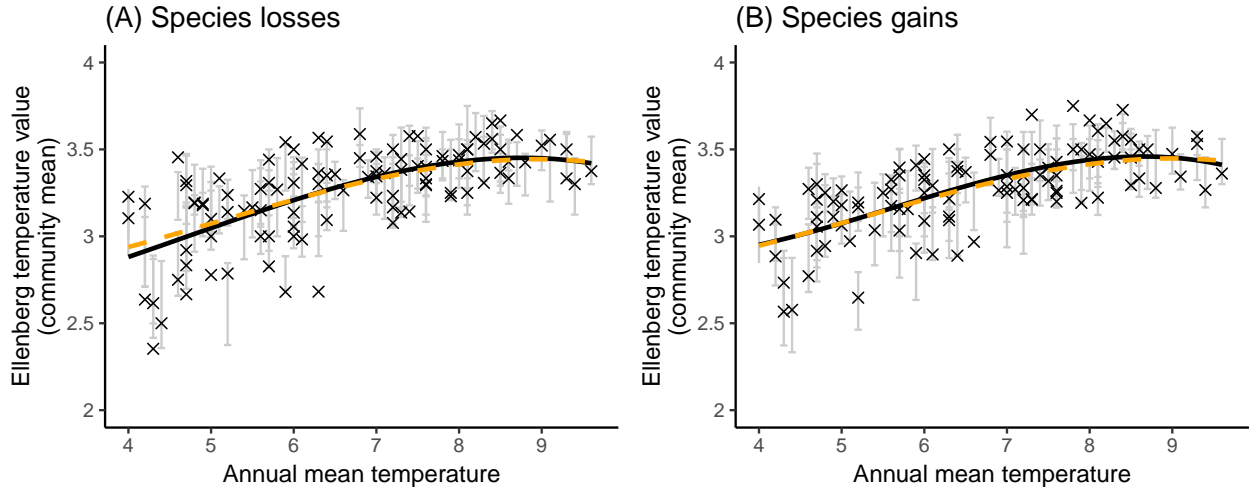 (A) Species losses
Ellenberg temperature value
(community mean)
4
3.5
3
2.5
2
4 5 6 7 8 9
Annual mean temperature
(B) Species gains
Ellenberg temperature value
(community mean)
4
3.5
3
2.5
2
4 5 6 7 8 9
Annual mean temperature